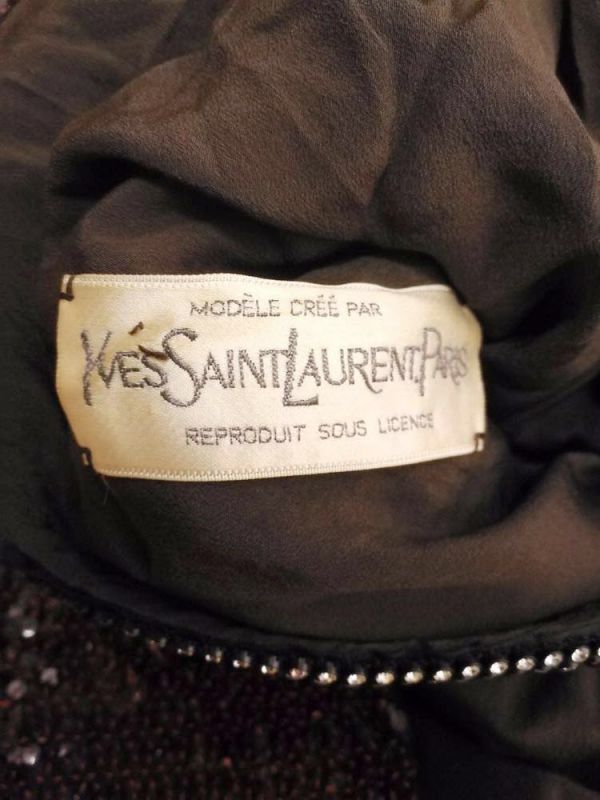 MODÈLE CRÉÉ PAR
YVES SAINT LAURENT. PARIS
REPRODUIT SOUS LICENCE